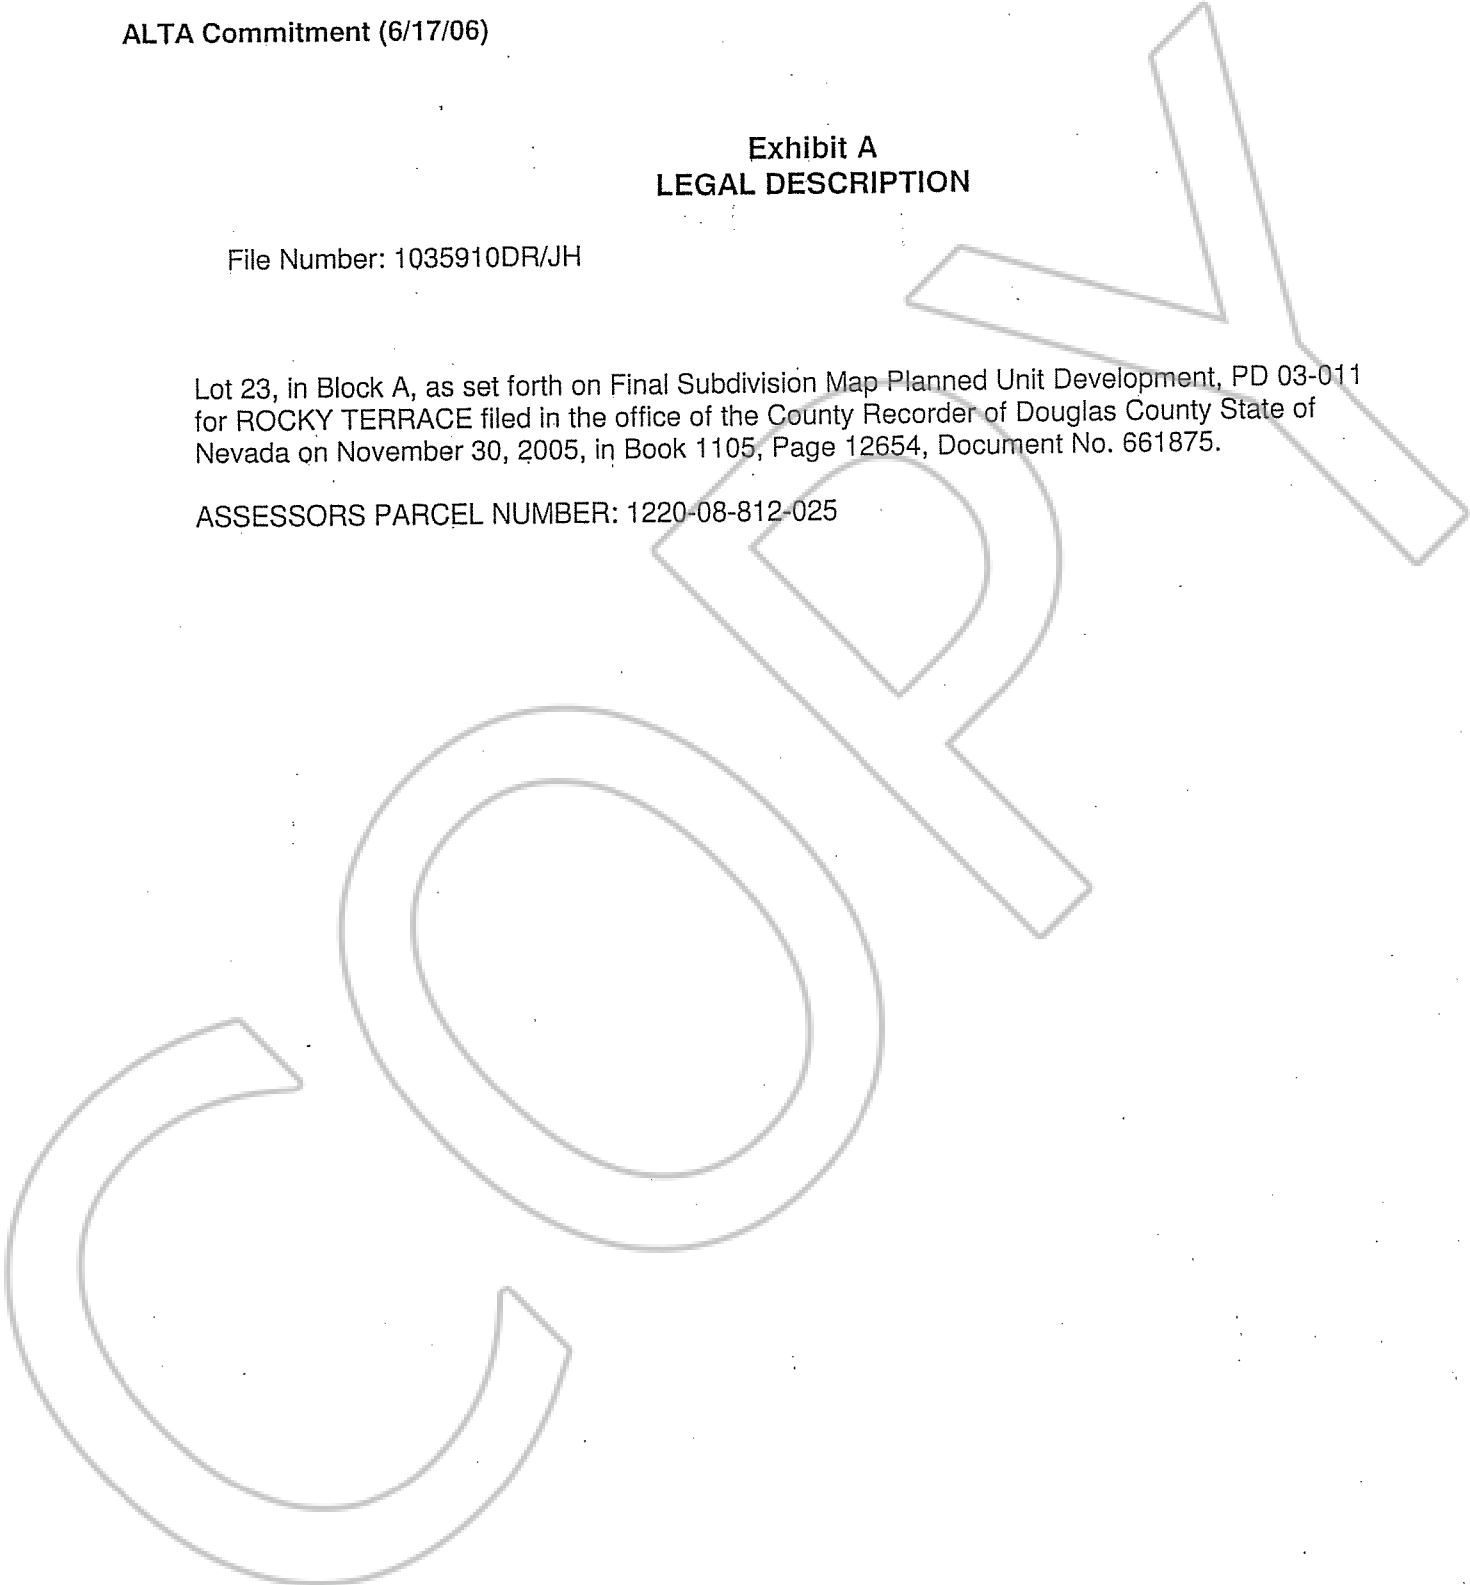 ALTA Commitment (6/17/06)
Exhibit A
LEGAL DESCRIPTION
File Number: 1035910DR/JH
Lot 23, in Block A, as set forth on Final Subdivision Map Planned Unit Development, PD 03-011
for ROCKY TERRACE filed in the office of the County Recorder of Douglas County State of
Nevada on November 30, 2005, in Book 1105, Page 12654, Document No. 661875.
ASSESSORS PARCEL NUMBER: 1220-08-812-025
COPY